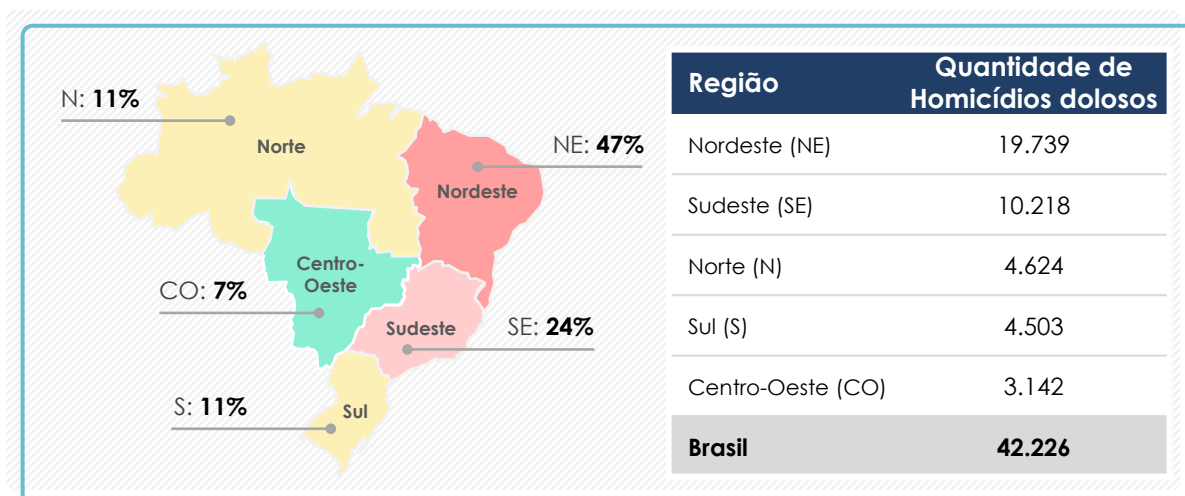 N: 11%
Norte
NE: 47%
Nordeste
Centro-
Oeste
CO: 7%
Sudeste
SE: 24%
S: 11%
Sul
Região
Quantidade de
Homicídios dolosos
Nordeste (NE) 19.739
Sudeste (SE) 10.218
Norte (N) 4.624
Sul (S) 4.503
Centro-Oeste (CO) 3.142
Brasil 42.226